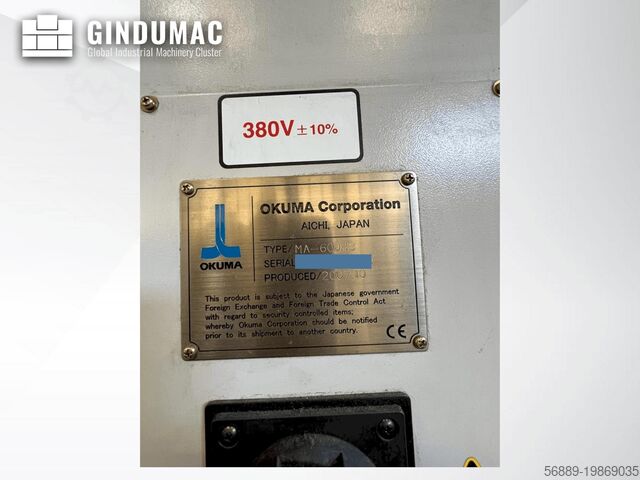 GINDUMAC
Global Industrial Machinery Cluster
380V ± 10%
OKUMA Corporation
AICHI, JAPAN
OKUMA
TYPE/
SERIAL
PRODUCED/
This product is subject to the Japanese government
Foreign Exchange and Foreign Trade Control Act
with regard to security controlled items;
whereby Okuma Corporation should be notified
prior to its shipment to another country.
CE
56889-19869035